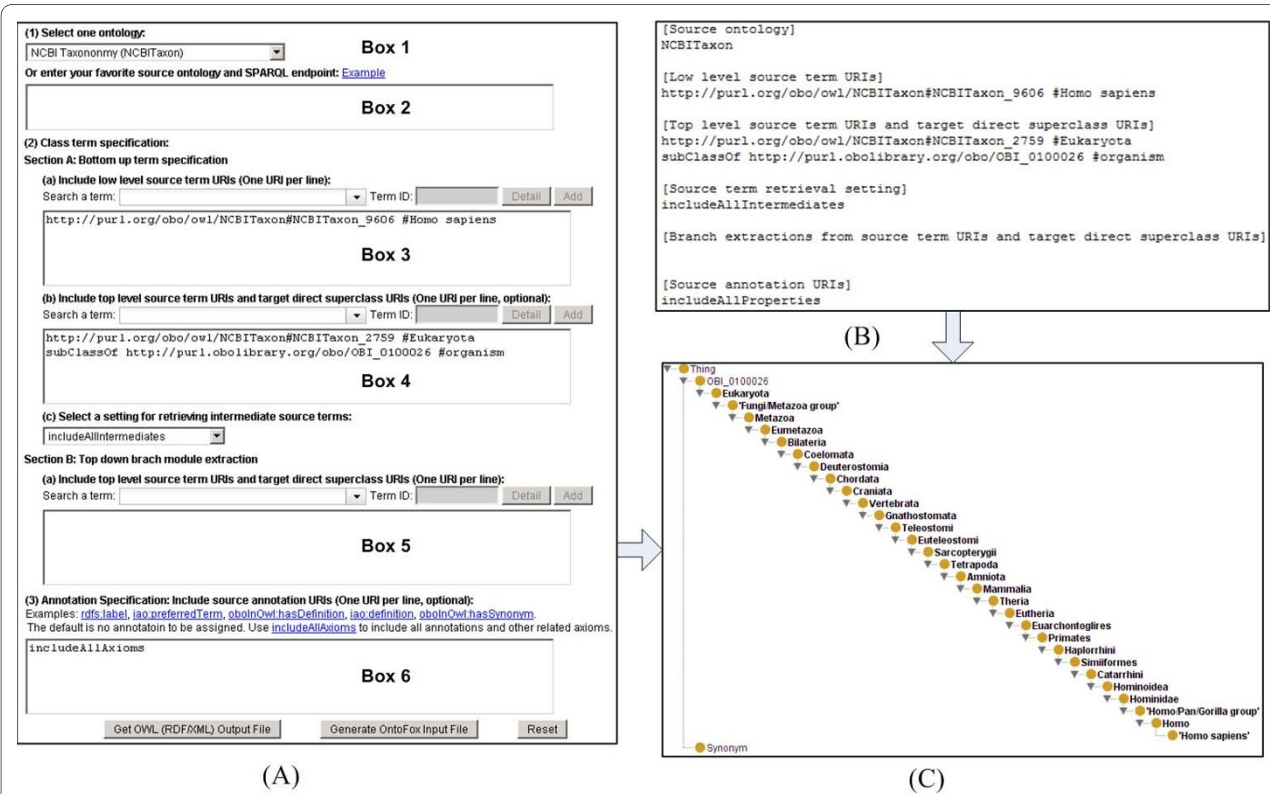 (1) Select one ontology:
NCBI Taxononmy (NCBITaxon)
Box 1
Or enter your favorite source ontology and SPARQL endpoint: Example
Box 2
(2) Class term specification:
Section A: Bottom up term specification
(a) Include low level source term URIs (One URI per line):
Search a term: Term ID: Detail Add
http://purl.org/obo/owl/NCBITaxon#NCBITaxon_9606 #Homo sapiens
Box 3
(b) Include top level source term URIs and target direct superclass URIs (One URI per line, optional):
Search a term: Term ID: Detail Add
http://purl.org/obo/owl/NCBITaxon#NCBITaxon_2759 #Eukaryota
subClassOf http://purl.obolibrary.org/obo/OBI_0100026 #organism
Box 4
(c) Select a setting for retrieving intermediate source terms:
includeAllIntermediates
Section B: Top down brach module extraction
(a) Include top level source term URIs and target direct superclass URIs (One URI per line):
Search a term: Term ID: Detail Add
Box 5
(3) Annotation Specification: Include source annotation URIs (One URI per line, optional):
Examples: rdfs:label, iao:preferredTerm, oboInOwl:hasDefinition, iao:definition, oboInOwl:hasSynonym.
The default is no annotatoin to be assigned. Use includeAllAxioms to include all annotations and other related axioms.
includeAllAxioms
Box 6
Get OWL (RDF/XML) Output File Generate OntoFox Input File Reset
(A)
[Source ontology]
NCBITaxon
[Low level source term URIs]
http://purl.org/obo/owl/NCBITaxon#NCBITaxon_9606 #Homo sapiens
[Top level source term URIs and target direct superclass URIs]
http://purl.org/obo/owl/NCBITaxon#NCBITaxon_2759 #Eukaryota
subClassOf http://purl.obolibrary.org/obo/OBI_0100026 #organism
[Source term retrieval setting]
includeAllIntermediates
[Branch extractions from source term URIs and target direct superclass URIs]
[Source annotation URIs]
includeAllProperties
(B)
Thing
OBI_0100026
Eukaryota
'Fungi/Metazoa group'
Metazoa
Eumetazoa
Bilateria
Coelomata
Deuterostomia
Chordata
Craniata
Vertebrata
Gnathostomata
Teleostomi
Euteleostomi
Sarcopterygii
Tetrapoda
Amniota
Mammalia
Theria
Eutheria
Euarchontoglires
Primates
Haplorrhini
Simiiformes
Catarrhini
Hominoidea
Hominidae
'Homo/Pan/Gorilla group'
Homo
'Homo sapiens'
Synonym
(C)